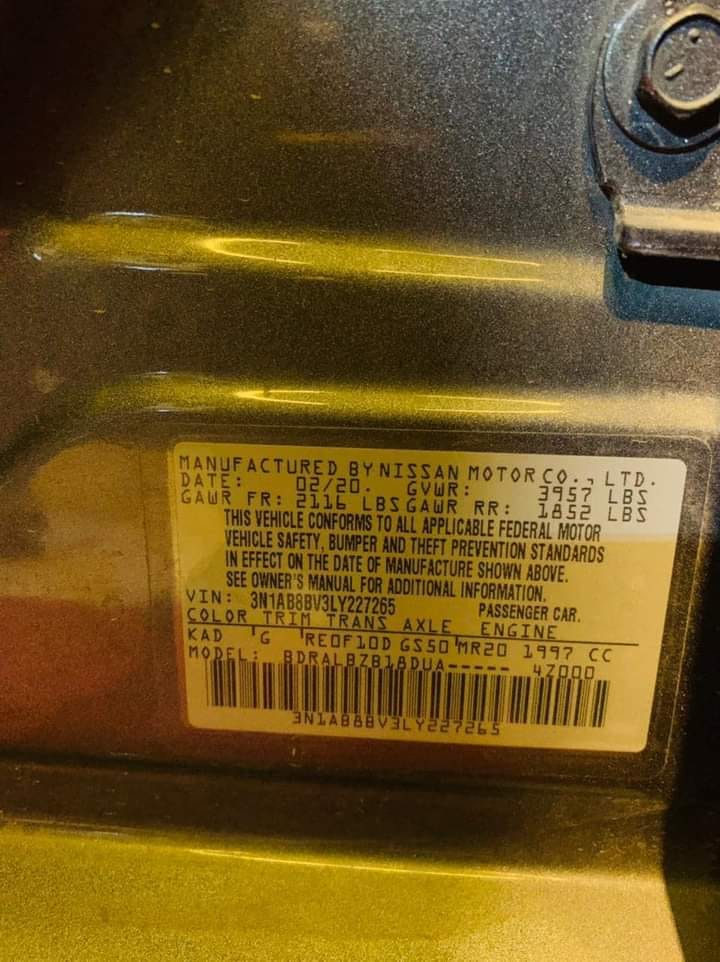 MANUFACTURED BY NISSAN MOTOR CO., LTD.
DATE: 02/20. GVWR: 3957 LBS
GAWR FR: 2116 LBS GAWR RR: 1852 LBS
THIS VEHICLE CONFORMS TO ALL APPLICABLE FEDERAL MOTOR
VEHICLE SAFETY, BUMPER AND THEFT PREVENTION STANDARDS
IN EFFECT ON THE DATE OF MANUFACTURE SHOWN ABOVE.
SEE OWNER'S MANUAL FOR ADDITIONAL INFORMATION.
VIN: 3N1AB8BV3LY227265 PASSENGER CAR.
COLOR TRIM TRANS AXLE ENGINE
KAD G RE0F10D GS50 MR20 1997 CC
MODEL: BDRALBZB18DUA----- 4Z000
3N1AB8BV3LY227265